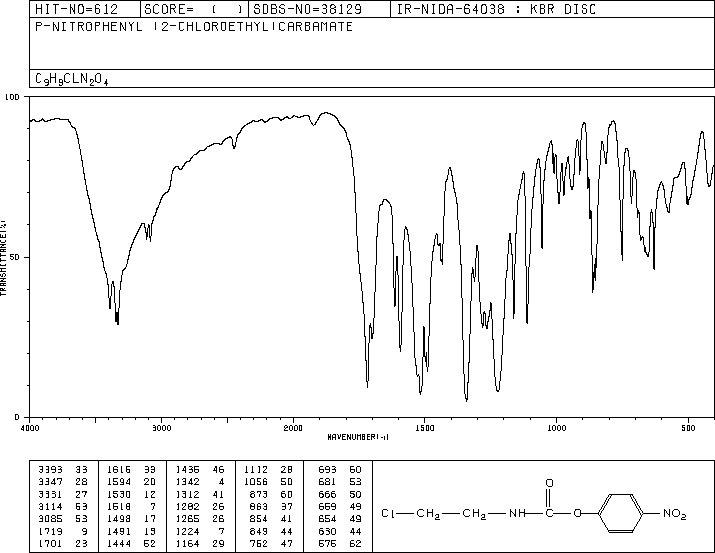 HIT-NO=612 SCORE= ( ) SDBS-NO=38129 IR-NIDA-64038 : KBR DISC
P-NITROPHENYL (2-CHLOROETHYL)CARBAMATE
C9H9CLN2O4
100
50
0
TRANSMITTANCE(%)
4000 3000 2000 1500 1000 500
WAVENUMBER(-1)
3393 33 1616 33 1436 46 1112 28 693 60
3347 28 1594 20 1342 4 1056 50 681 53
3331 27 1530 12 1312 41 873 60 666 50
3114 53 1518 7 1282 26 863 37 659 49
3085 53 1498 17 1265 26 854 41 654 49
1719 9 1491 13 1224 7 849 44 630 44
1701 23 1444 52 1164 29 752 47 576 62
O
Cl—CH2—CH2—NH—C—O NO2